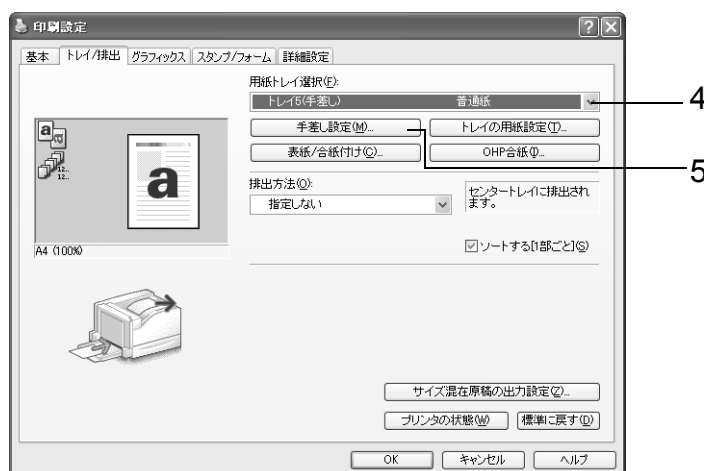 印刷設定
基本 トレイ/排出 グラフィックス スタンプ/フォーム 詳細設定
用紙トレイ選択(F):
トレイ5(手差し) 普通紙
4
手差し設定(M)... トレイの用紙設定(T)...
表紙/合紙付け(C)... OHP合紙(I)...
5
排出方法(O):
指定しない
センタートレイに排出され
ます。
ソートする[1部ごと](S)
a
a
12..
12..
a
A4 (100%)
サイズ混在原稿の出力設定(Z)...
プリンタの状態(W) 標準に戻す(D)
OK キャンセル ヘルプ